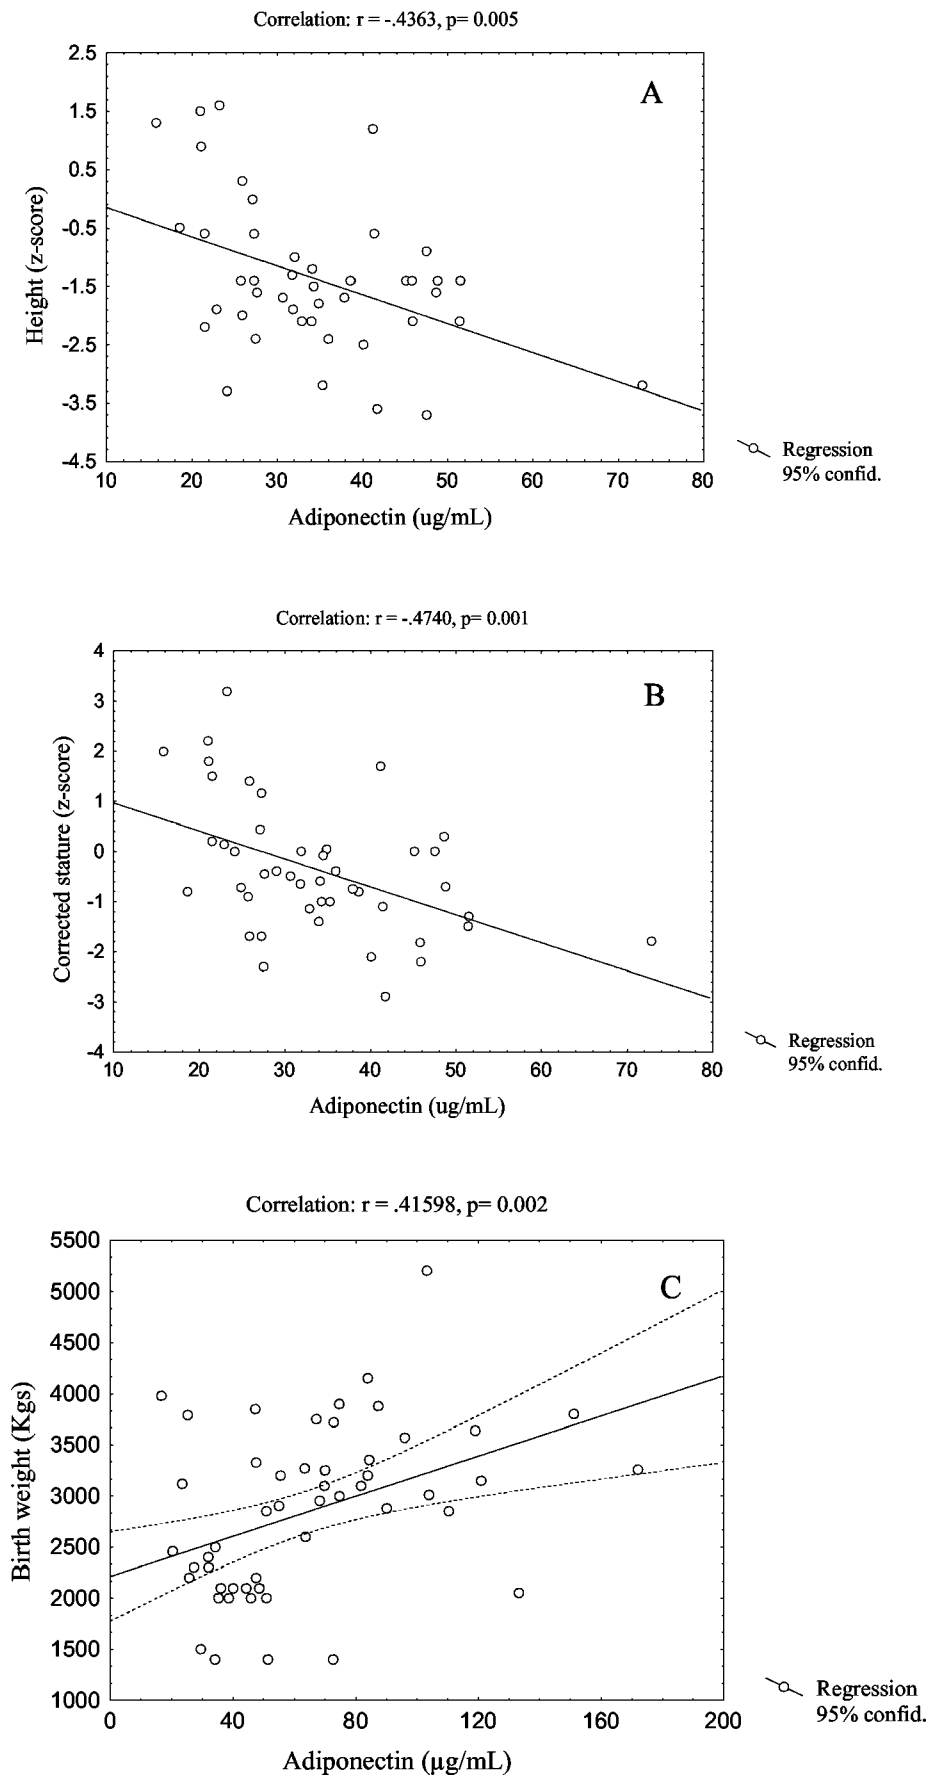 Correlation: r = -.4363, p= 0.005
2.5
1.5
0.5
-0.5
-1.5
-2.5
-3.5
-4.5
A
Height (z-score)
10 20 30 40 50 60 70 80
Adiponectin (ug/mL)
Regression
95% confid.
Correlation: r = -.4740, p= 0.001
4
3
2
1
0
-1
-2
-3
-4
B
Corrected stature (z-score)
10 20 30 40 50 60 70 80
Adiponectin (ug/mL)
Regression
95% confid.
Correlation: r = .41598, p= 0.002
5500
5000
4500
4000
3500
3000
2500
2000
1500
1000
C
Birth weight (Kgs)
0 40 80 120 160 200
Adiponectin (µg/mL)
Regression
95% confid.